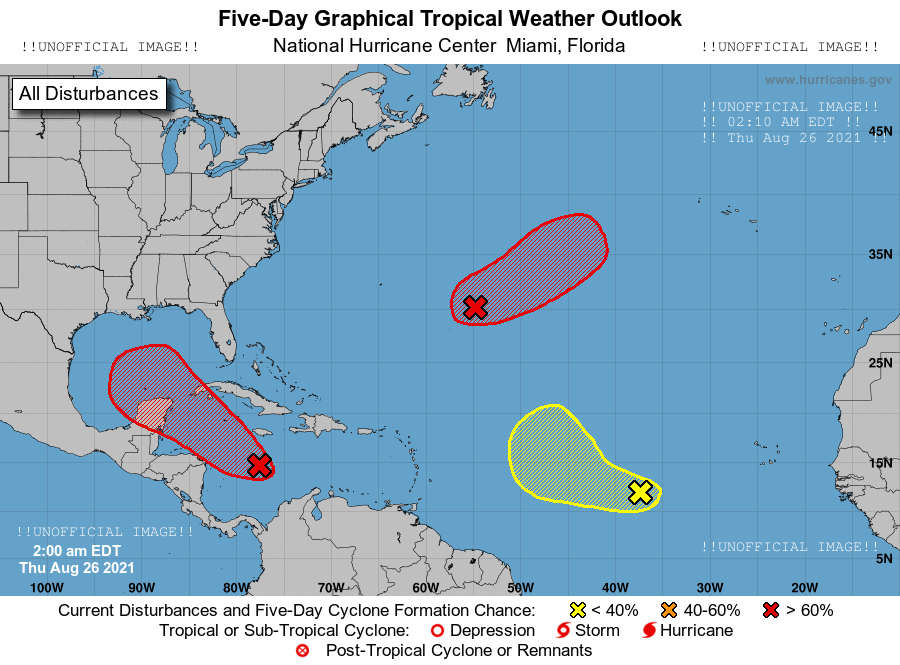 Five-Day Graphical Tropical Weather Outlook
!!UNOFFICIAL IMAGE!! National Hurricane Center Miami, Florida !!UNOFFICIAL IMAGE!!
www.hurricanes.gov
All Disturbances
!!UNOFFICIAL IMAGE!!
!! 02:10 AM EDT !!
45N
!! Thu Aug 26 2021 !!
35N
25N
15N
!!UNOFFICIAL IMAGE!!
!!UNOFFICIAL IMAGE!!
2:00 am EDT
5N
Thu Aug 26 2021
100W 90W 80W 70W 60W 50W 40W 30W 20W
Current Disturbances and Five-Day Cyclone Formation Chance: < 40% 40-60% > 60%
Tropical or Sub-Tropical Cyclone: Depression Storm Hurricane
Post-Tropical Cyclone or Remnants